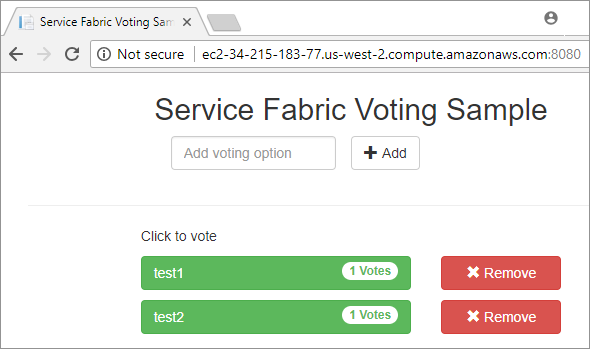 Service Fabric Voting Sam
Not secure ec2-34-215-183-77.us-west-2.compute.amazonaws.com:8080
Service Fabric Voting Sample
Add voting option Add
Click to vote
test1 1 Votes Remove
test2 1 Votes Remove